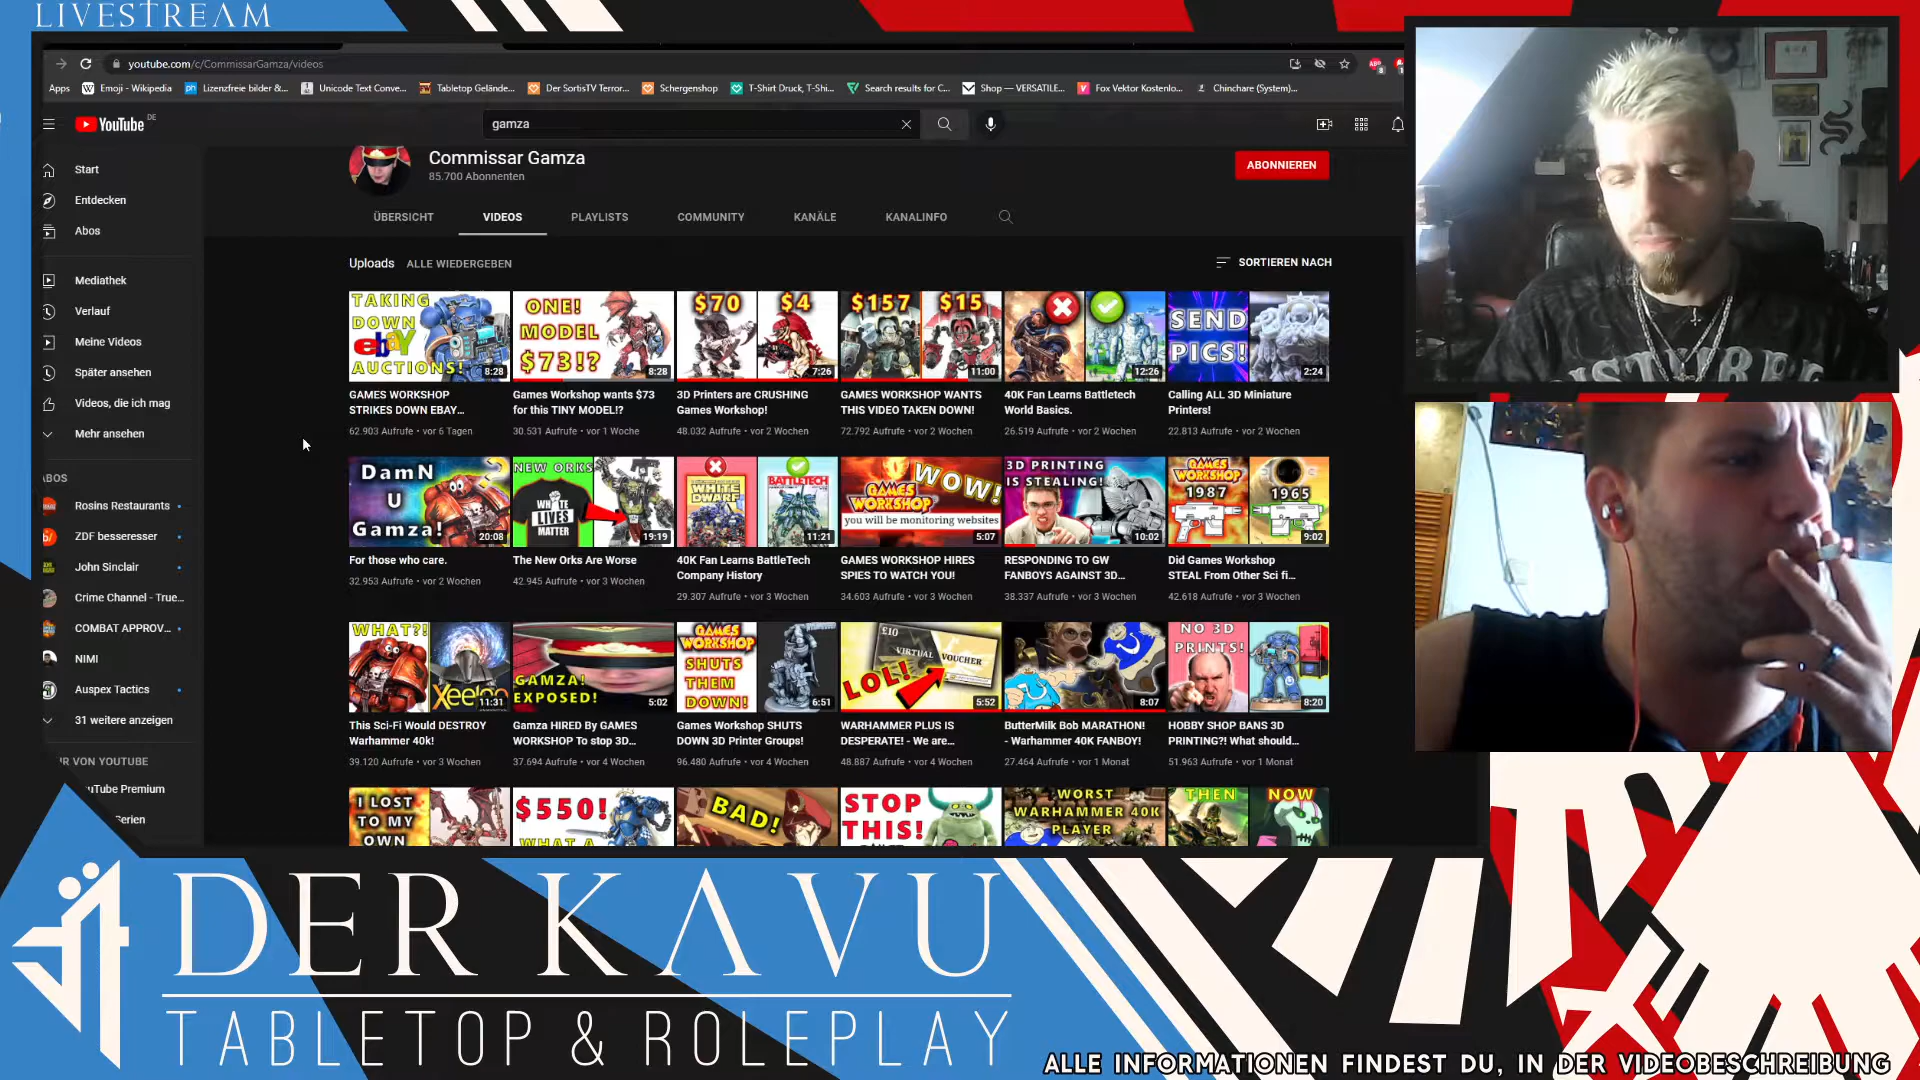 LIVESTREAM
youtube.com/c/CommissarGamza/videos
Apps
Emoji - Wikipedia
Lizenzfreie bilder &...
Unicode Text Conve...
Tabletop Gelände...
Der SortisTV Terror...
Schergenshop
T-Shirt Druck, T-Shi...
Search results for C...
Shop — VERSATILE...
Fox Vektor Kostenlo...
Chinchare (System)...
YouTube DE
gamza
Start
Entdecken
Abos
Mediathek
Verlauf
Meine Videos
Später ansehen
Videos, die ich mag
Mehr ansehen
ABOS
Rosins Restaurants
ZDF besseresser
John Sinclair
Crime Channel - True...
COMBAT APPROV...
NIMI
Auspex Tactics
31 weitere anzeigen
UR VON YOUTUBE
uTube Premium
Serien
Commissar Gamza
85.700 Abonnenten
ABONNIEREN
ÜBERSICHT
VIDEOS
PLAYLISTS
COMMUNITY
KANÄLE
KANALINFO
Uploads
ALLE WIEDERGEBEN
SORTIEREN NACH
TAKING
DOWN
ebay
AUCTIONS!
8:28
GAMES WORKSHOP
STRIKES DOWN EBAY...
62.903 Aufrufe • vor 6 Tagen
ONE!
MODEL
$73!?
8:28
Games Workshop wants $73
for this TINY MODEL!?
30.531 Aufrufe • vor 1 Woche
$70
$4
7:26
3D Printers are CRUSHING
Games Workshop!
48.032 Aufrufe • vor 2 Wochen
$157
$15
11:00
GAMES WORKSHOP WANTS
THIS VIDEO TAKEN DOWN!
72.792 Aufrufe • vor 2 Wochen
12:26
40K Fan Learns Battletech
World Basics.
26.519 Aufrufe • vor 2 Wochen
SEND
PICS!
2:24
Calling ALL 3D Miniature
Printers!
22.813 Aufrufe • vor 2 Wochen
DamN
U
Gamza!
20:08
For those who care.
32.953 Aufrufe • vor 2 Wochen
NEW ORKS
WHITE
LIVES
MATTER
19:19
The New Orks Are Worse
42.945 Aufrufe • vor 3 Wochen
WHITE
DWARF
BATTLETECH
11:21
40K Fan Learns BattleTech
Company History
29.307 Aufrufe • vor 3 Wochen
GAMES
WORKSHOP
WOW!
you will be monitoring websites
5:07
GAMES WORKSHOP HIRES
SPIES TO WATCH YOU!
34.603 Aufrufe • vor 3 Wochen
3D PRINTING
IS STEALING!
10:02
RESPONDING TO GW
FANBOYS AGAINST 3D...
38.337 Aufrufe • vor 3 Wochen
GAMES
WORKSHOP
1987
1965
9:02
Did Games Workshop
STEAL From Other Sci fi...
42.618 Aufrufe • vor 3 Wochen
WHAT?!
Xeelee
11:31
This Sci-Fi Would DESTROY
Warhammer 40k!
39.120 Aufrufe • vor 3 Wochen
GAMZA!
EXPOSED!
5:02
Gamza HIRED By GAMES
WORKSHOP To stop 3D...
37.694 Aufrufe • vor 4 Wochen
GAMES
WORKSHOP
SHUTS
THEM
DOWN!
6:51
Games Workshop SHUTS
DOWN 3D Printer Groups!
96.480 Aufrufe • vor 4 Wochen
£10
VIRTUAL VOUCHER
LOL!
5:52
WARHAMMER PLUS IS
DESPERATE! - We are...
48.887 Aufrufe • vor 4 Wochen
8:07
ButterMilk Bob MARATHON!
- Warhammer 40K FANBOY!
27.464 Aufrufe • vor 1 Monat
NO 3D
PRINTS!
8:20
HOBBY SHOP BANS 3D
PRINTING?! What should...
51.963 Aufrufe • vor 1 Monat
I LOST
TO MY
OWN
$550!
WHAT A
BAD!
STOP
THIS!
WORST
WARHAMMER 40K
PLAYER
THEN
NOW
DER KAVU
TABLETOP & ROLEPLAY
ALLE INFORMATIONEN FINDEST DU, IN DER VIDEOBESCHREIBUNG